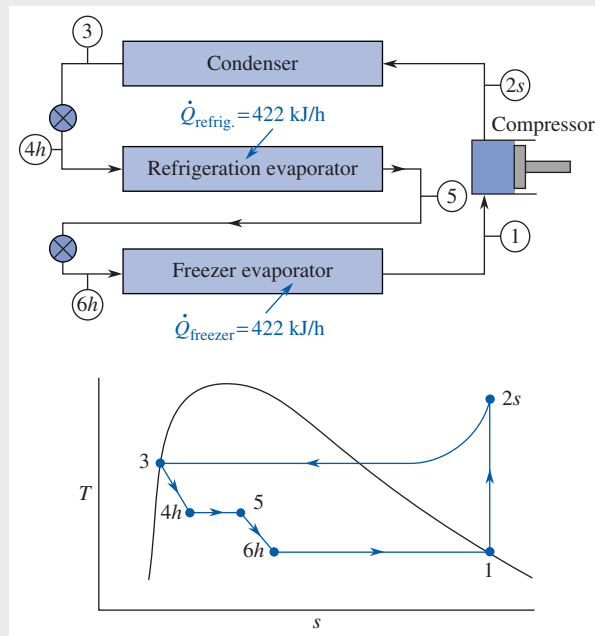 3
Condenser
2s
Q̇refrig. = 422 kJ/h
Compressor
4h
Refrigeration evaporator
5
1
Freezer evaporator
6h
Q̇freezer = 422 kJ/h
2s
3
T
4h
5
6h
1
s